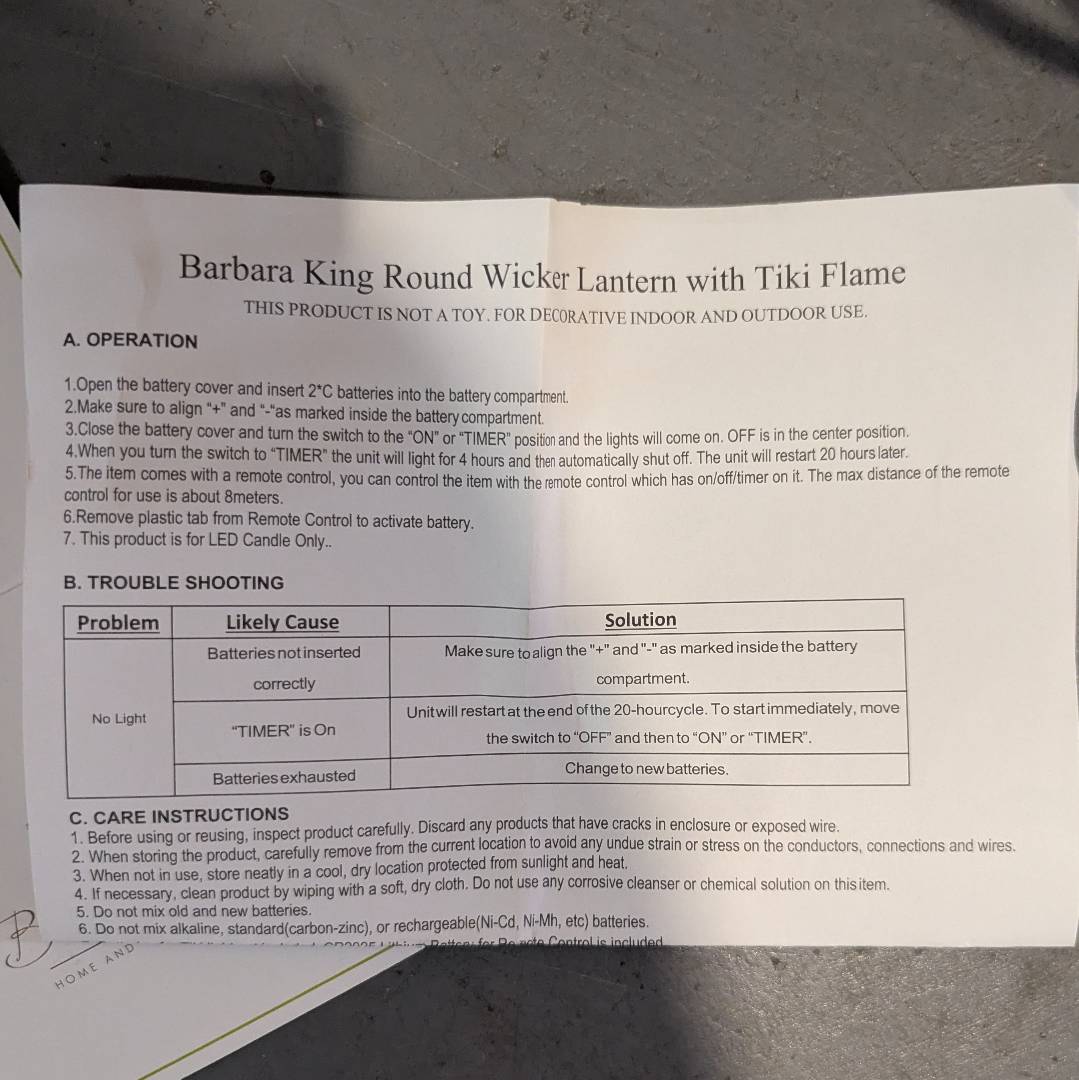 Barbara King Round Wicker Lantern with Tiki Flame
THIS PRODUCT IS NOT A TOY. FOR DECORATIVE INDOOR AND OUTDOOR USE.
A. OPERATION
1.Open the battery cover and insert 2*C batteries into the battery compartment.
2.Make sure to align "+" and "-"as marked inside the battery compartment.
3.Close the battery cover and turn the switch to the "ON" or "TIMER" position and the lights will come on. OFF is in the center position.
4.When you turn the switch to "TIMER" the unit will light for 4 hours and then automatically shut off. The unit will restart 20 hours later.
5.The item comes with a remote control, you can control the item with the remote control which has on/off/timer on it. The max distance of the remote
control for use is about 8meters.
6.Remove plastic tab from Remote Control to activate battery.
7. This product is for LED Candle Only..
B. TROUBLE SHOOTING
Problem Likely Cause Solution
No Light
Batteries not inserted
correctly
Make sure to align the "+" and "-" as marked inside the battery
compartment.
"TIMER" is On
Unit will restart at the end of the 20-hour cycle. To start immediately, move
the switch to "OFF" and then to "ON" or "TIMER".
Batteries exhausted
Change to new batteries.
C. CARE INSTRUCTIONS
1. Before using or reusing, inspect product carefully. Discard any products that have cracks in enclosure or exposed wire.
2. When storing the product, carefully remove from the current location to avoid any undue strain or stress on the conductors, connections and wires.
3. When not in use, store neatly in a cool, dry location protected from sunlight and heat.
4. If necessary, clean product by wiping with a soft, dry cloth. Do not use any corrosive cleanser or chemical solution on this item.
5. Do not mix old and new batteries.
6. Do not mix alkaline, standard(carbon-zinc), or rechargeable(Ni-Cd, Ni-Mh, etc) batteries.
Battery for Remote Control is included
HOME AND